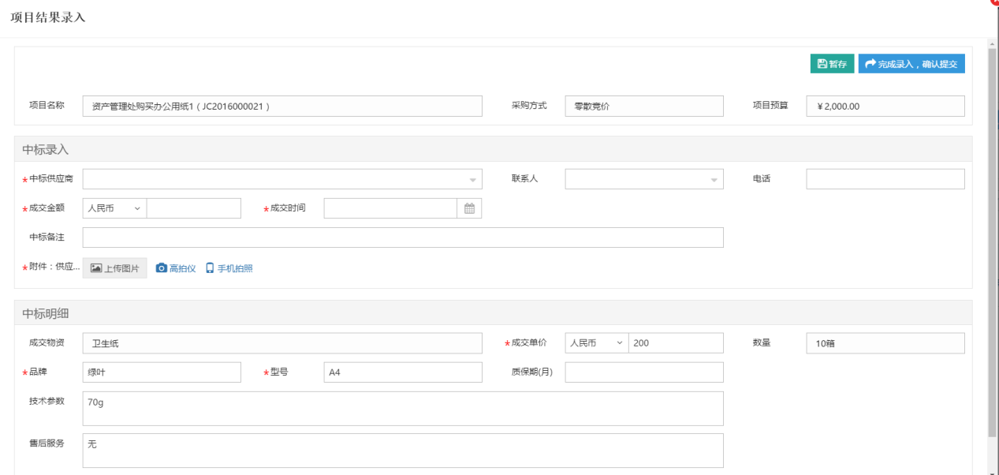 项目结果录入
暂存 完成录入，确认提交
项目名称 资产管理处购买办公用纸1（JC2016000021） 采购方式 零散竞价 项目预算 ¥2,000.00
中标录入
*中标供应商 联系人 电话
*成交金额 人民币 *成交时间
中标备注
*附件：供应... 上传图片 高拍仪 手机拍照
中标明细
成交物资 卫生纸 *成交单价 人民币 200 数量 10箱
*品牌 绿叶 *型号 A4 质保期(月)
技术参数 70g
售后服务 无